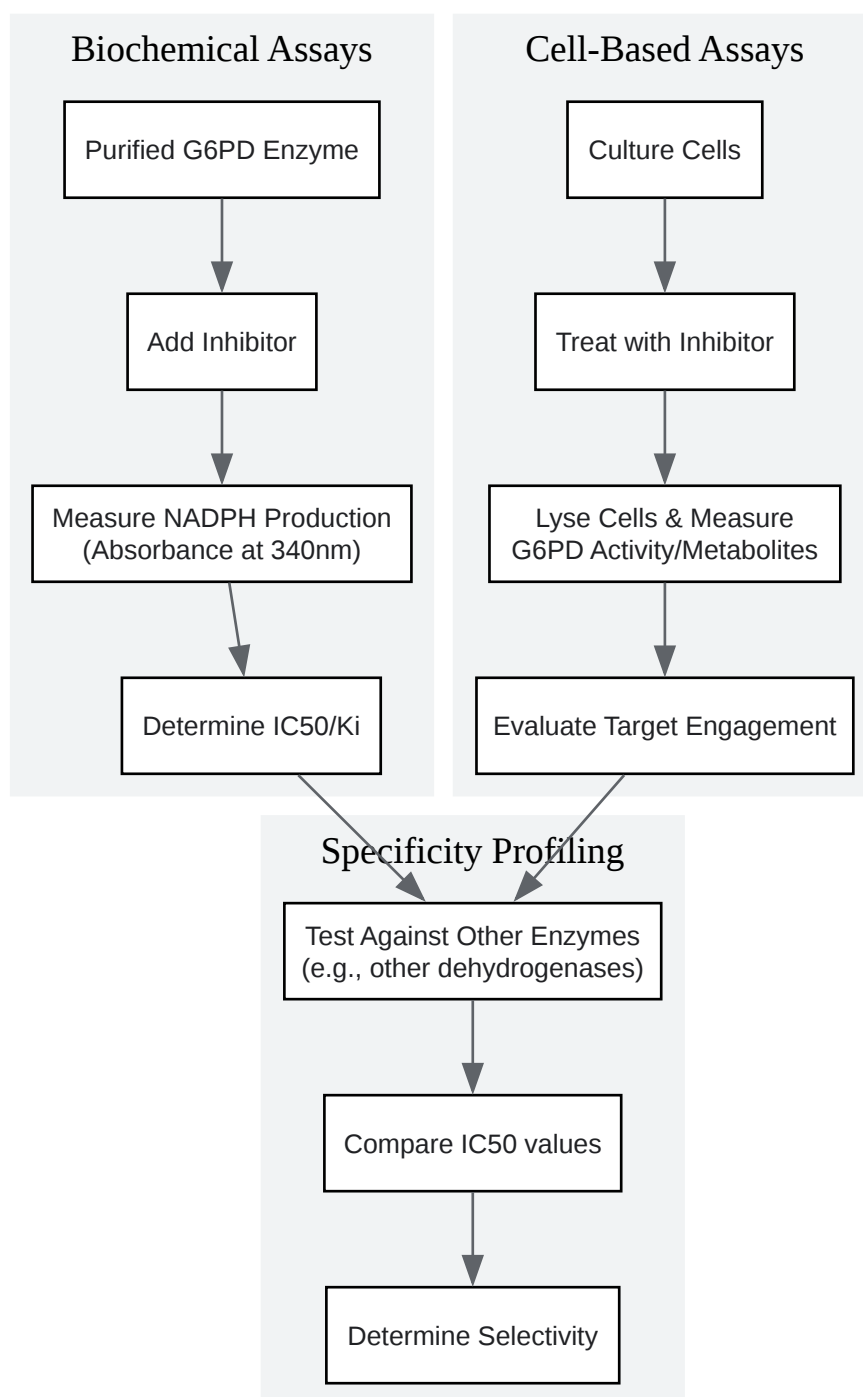 Biochemical Assays
Purified G6PD Enzyme
Add Inhibitor
Measure NADPH Production
(Absorbance at 340nm)
Determine IC50/Ki
Cell-Based Assays
Culture Cells
Treat with Inhibitor
Lyse Cells & Measure
G6PD Activity/Metabolites
Evaluate Target Engagement
Specificity Profiling
Test Against Other Enzymes
(e.g., other dehydrogenases)
Compare IC50 values
Determine Selectivity